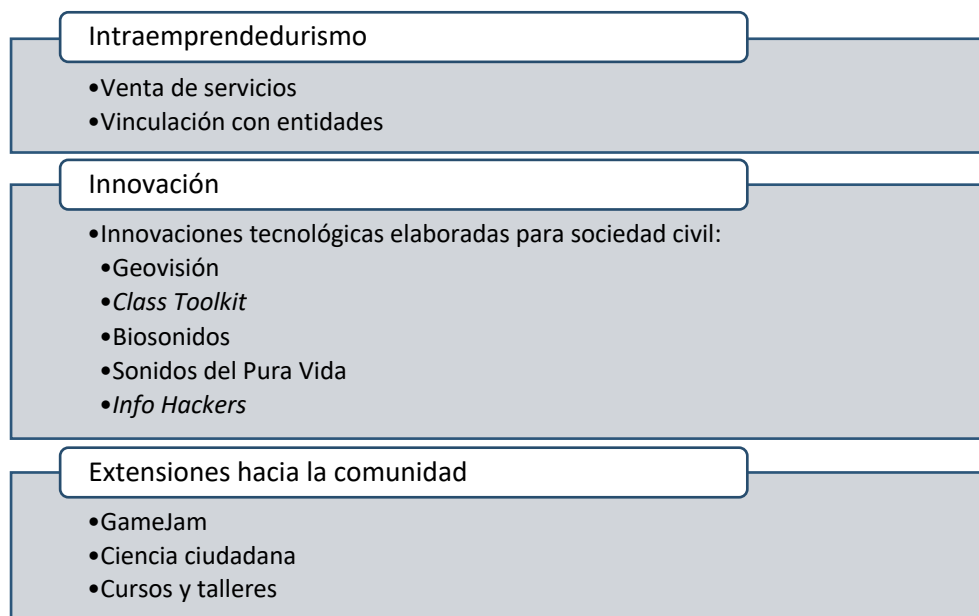 Intraemprendedurismo
•Venta de servicios
•Vinculación con entidades
Innovación
•Innovaciones tecnológicas elaboradas para sociedad civil:
•Geovisión
•Class Toolkit
•Biosonidos
•Sonidos del Pura Vida
•Info Hackers
Extensiones hacia la comunidad
•GameJam
•Ciencia ciudadana
•Cursos y talleres